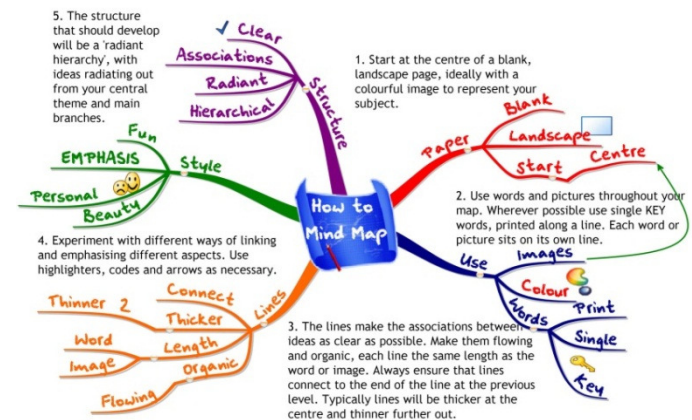 5. The structure
that should develop
will be a 'radiant
hierarchy', with
ideas radiating out
from your central
theme and main
branches.
Clear
Associations
Radiant
Hierarchical
Structure
1. Start at the centre of a blank,
landscape page, ideally with a
colourful image to represent your
subject.
Paper
Blank
Landscape
Start
Centre
Fun
EMPHASIS
Personal
Beauty
Style
How to
Mind Map
2. Use words and pictures throughout your
map. Wherever possible use single KEY
words, printed along a line. Each word or
picture sits on its own line.
Use
Images
Colour
Words
Print
Single
Key
4. Experiment with different ways of linking
and emphasising different aspects. Use
highlighters, codes and arrows as necessary.
Lines
Connect
Thinner 2
Thicker
Word
Image
Length
Organic
Flowing
3. The lines make the associations between
ideas as clear as possible. Make them flowing
and organic, each line the same length as the
word or image. Always ensure that lines
connect to the end of the line at the previous
level. Typically lines will be thicker at the
centre and thinner further out.